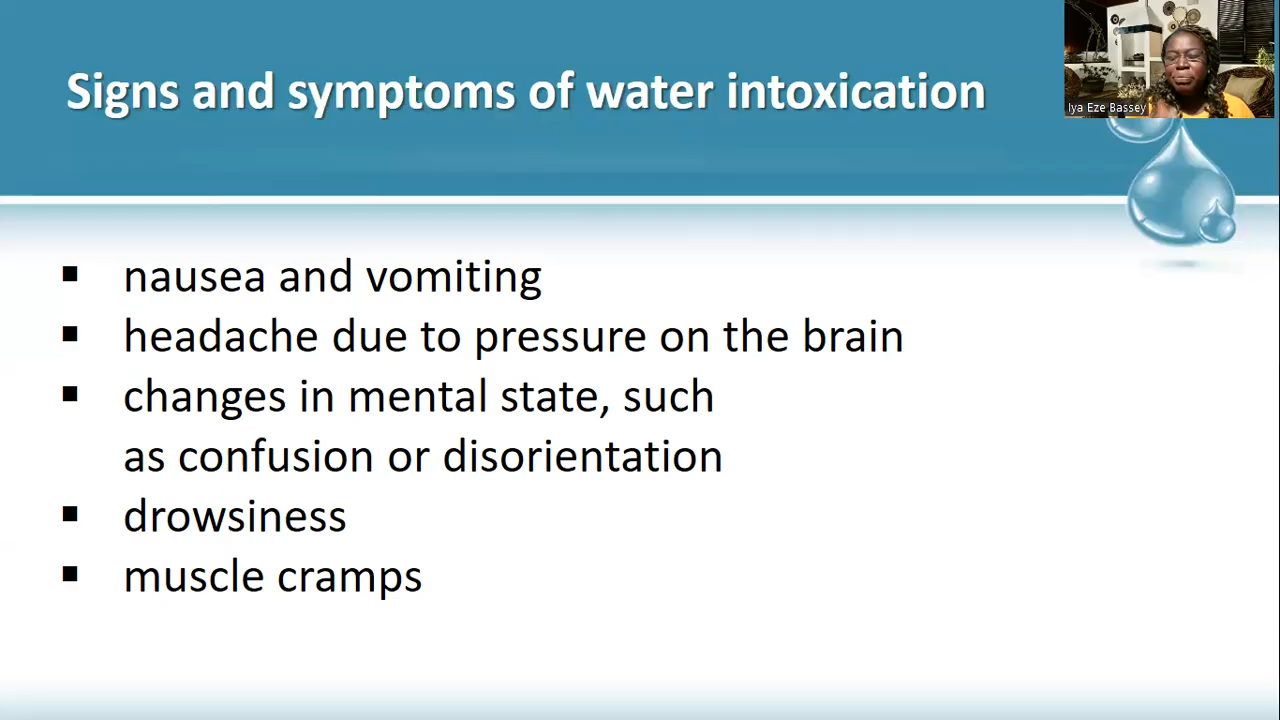 Signs and symptoms of water intoxication
Iya Eze Bassey
▪ nausea and vomiting
▪ headache due to pressure on the brain
▪ changes in mental state, such
as confusion or disorientation
▪ drowsiness
▪ muscle cramps